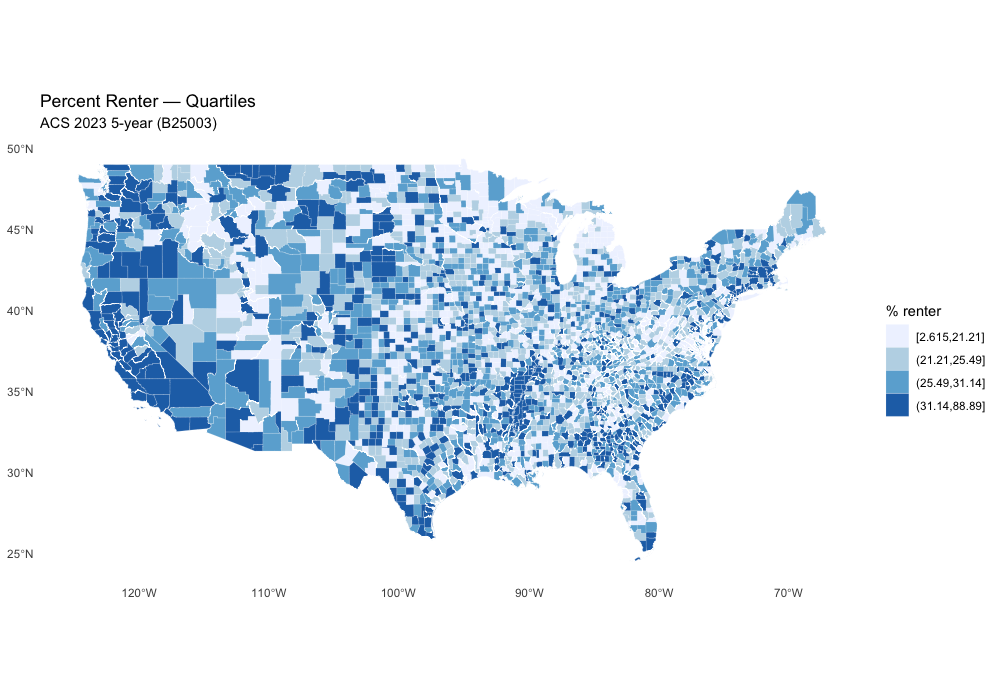 Percent Renter — Quartiles
ACS 2023 5-year (B25003)
50°N
45°N
40°N
35°N
30°N
25°N
120°W
110°W
100°W
90°W
80°W
70°W
% renter
[2.615,21.21]
(21.21,25.49]
(25.49,31.14]
(31.14,88.89]